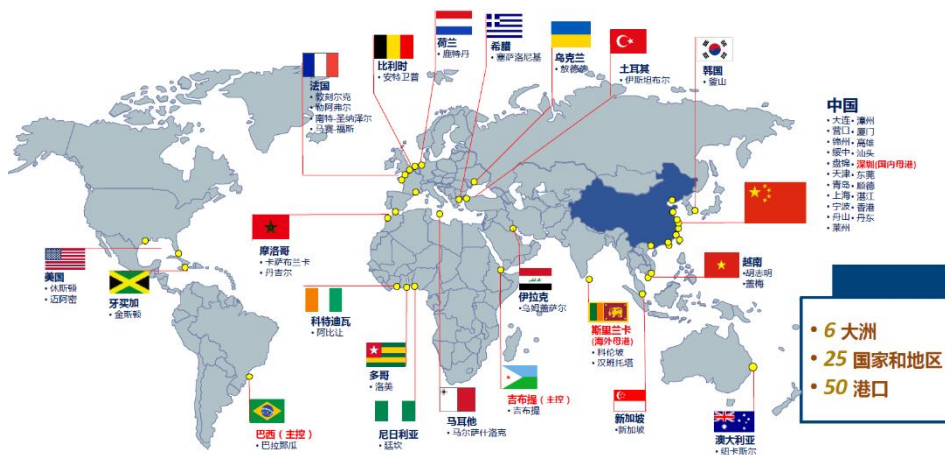 荷兰
•鹿特丹
希腊
•塞萨洛尼基
比利时
•安特卫普
乌克兰
•敖德萨
土耳其
•伊斯坦布尔
韩国
•釜山
法国
•敦刻尔克
•勒阿弗尔
•南特-圣纳泽尔
•马赛-福斯
中国
•大连•漳州
•营口•厦门
•锦州•高雄
•绥中•汕头
•盘锦•深圳(国内母港)
•天津•东莞
•青岛•顺德
•上海•湛江
•宁波•香港
•舟山•丹东
•莱州
摩洛哥
•卡萨布兰卡
•丹吉尔
美国
•休斯顿
•迈阿密
牙买加
•金斯顿
越南
•胡志明
•盖梅
伊拉克
•乌姆盖萨尔
科特迪瓦
•阿比让
斯里兰卡
(海外母港)
•科伦坡
•汉班托塔
•6 大洲
•25 国家和地区
•50 港口
多哥
•洛美
吉布提（主控）
•吉布提
新加坡
•新加坡
巴西（主控）
•巴拉那瓜
尼日利亚
•廷坎
马耳他
•马尔萨什洛克
澳大利亚
•纽卡斯尔